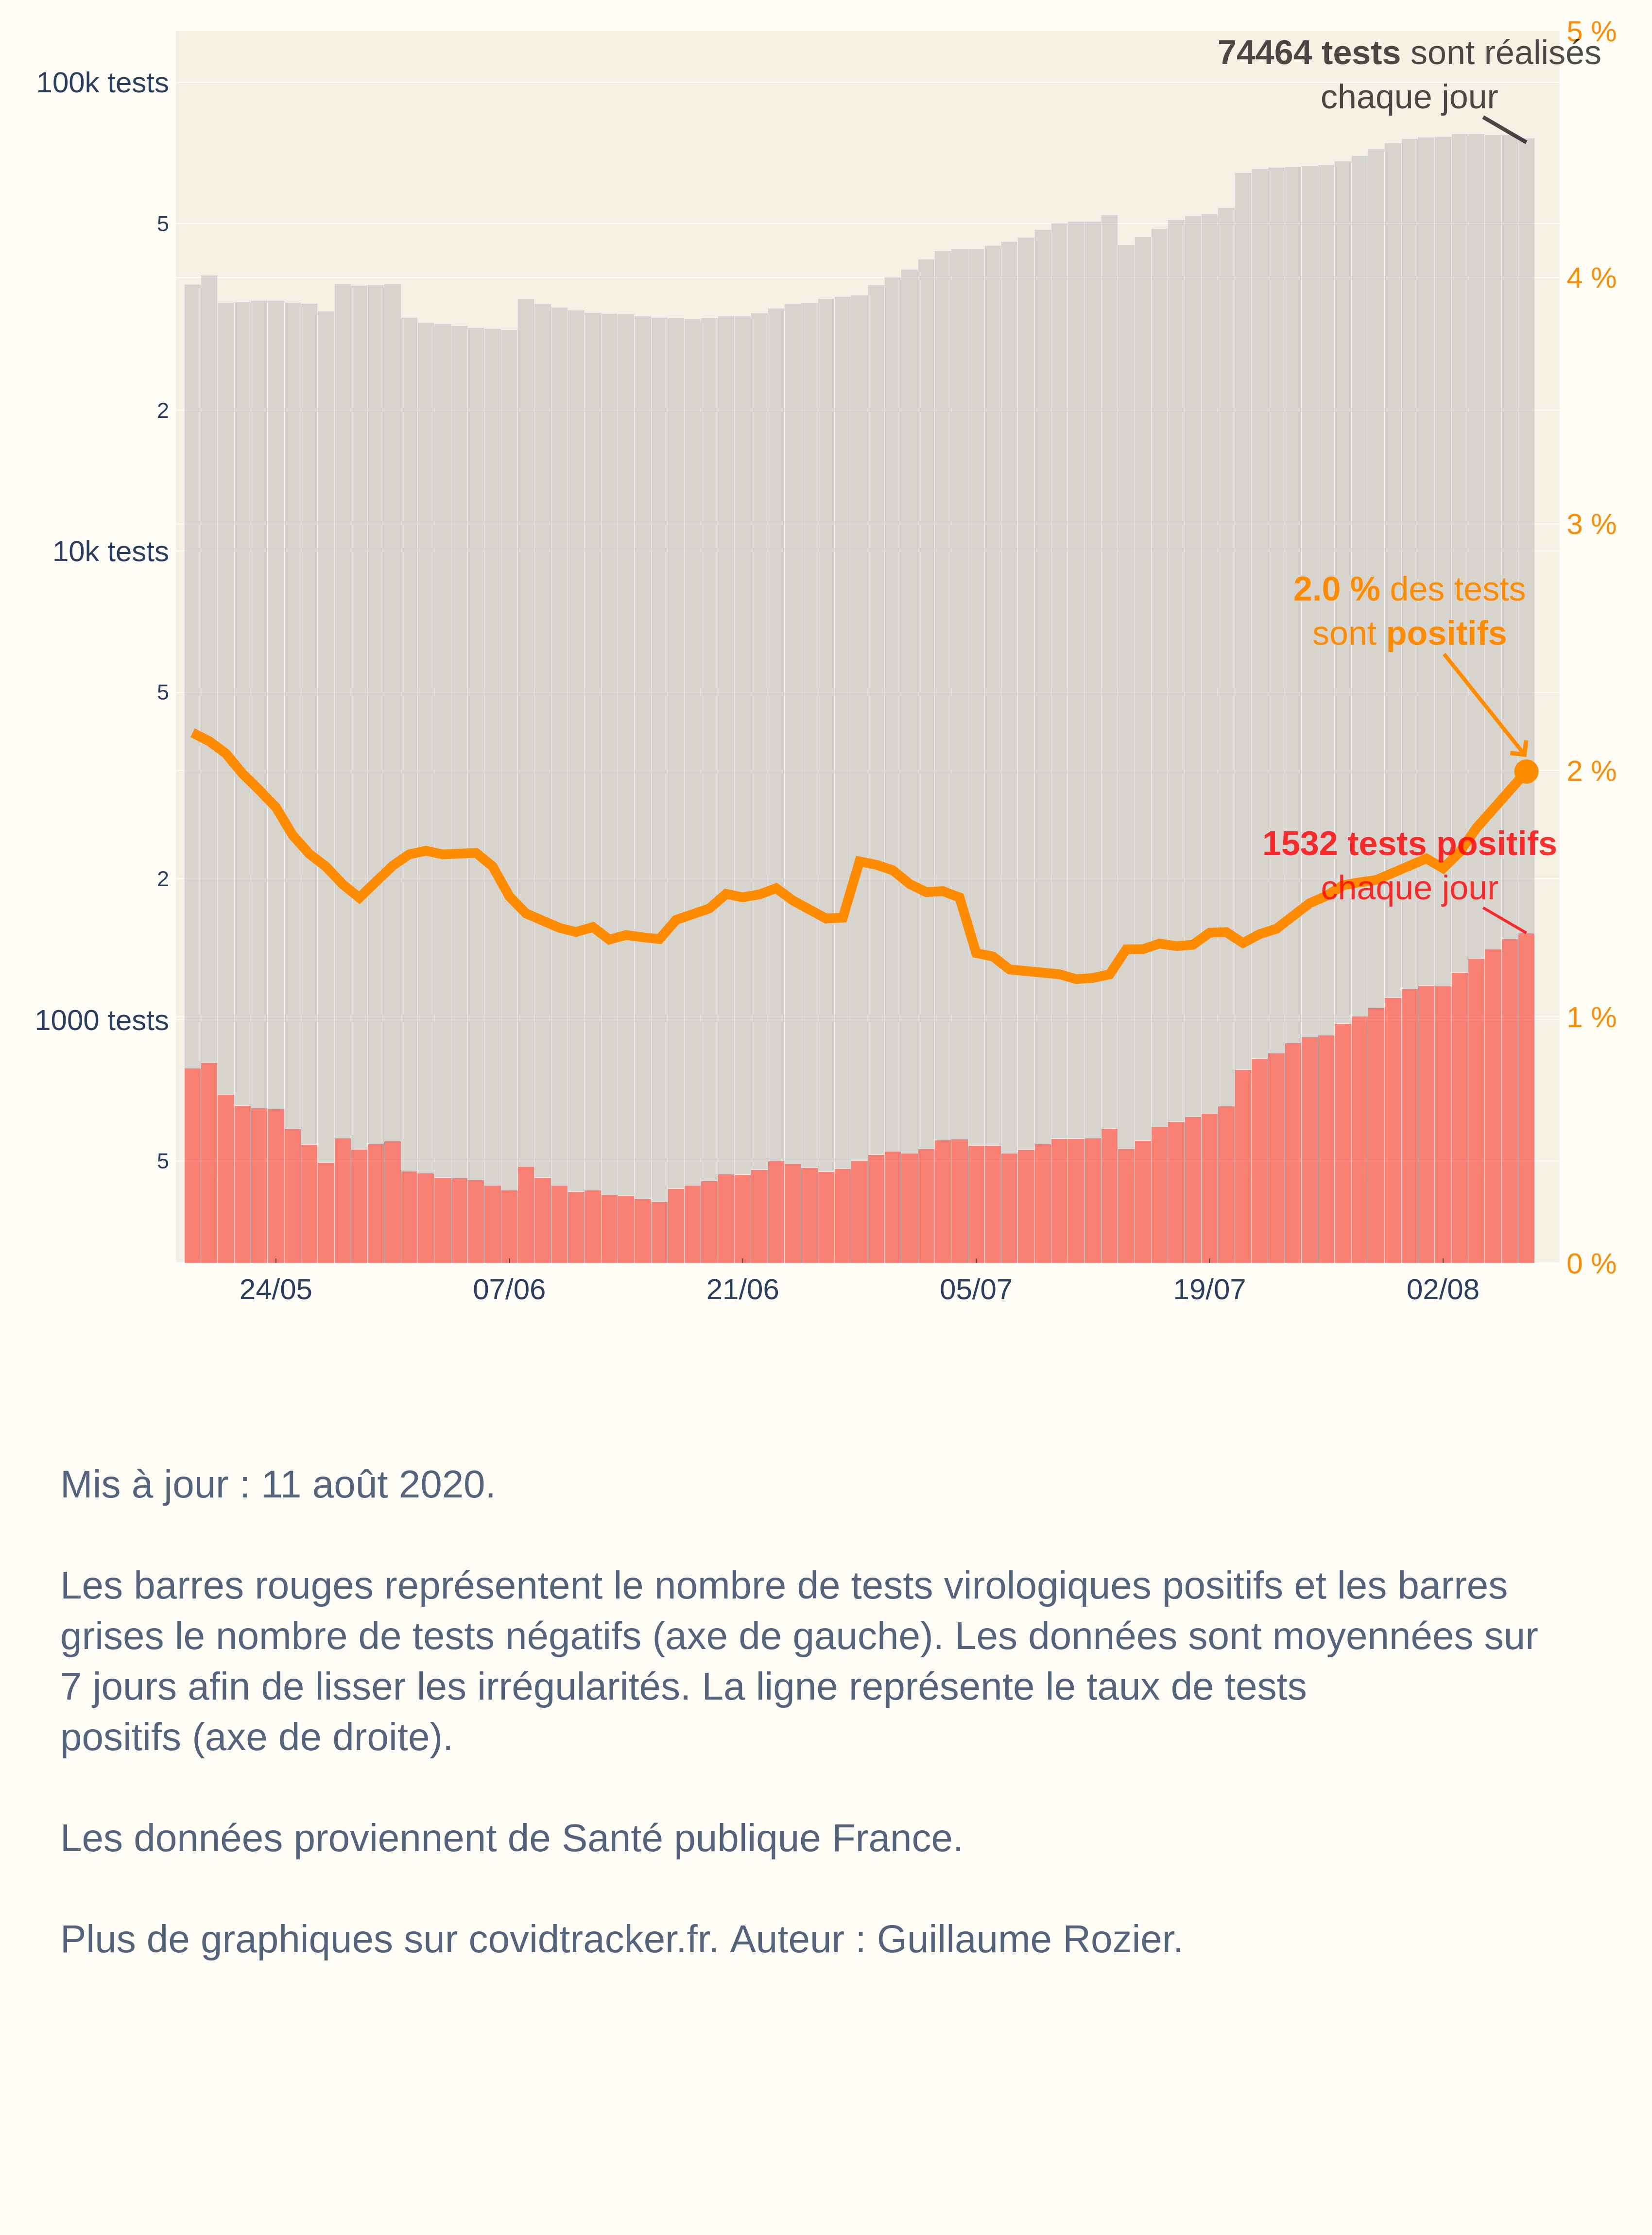 5 %
74464 tests sont réalisés
chaque jour
100k tests
5
4 %
2
3 %
10k tests
2.0 % des tests
sont positifs
5
2 %
1532 tests positifs
chaque jour
2
1000 tests
1 %
5
0 %
24/05 07/06 21/06 05/07 19/07 02/08
Mis à jour : 11 août 2020.
Les barres rouges représentent le nombre de tests virologiques positifs et les barres
grises le nombre de tests négatifs (axe de gauche). Les données sont moyennées sur
7 jours afin de lisser les irrégularités. La ligne représente le taux de tests
positifs (axe de droite).
Les données proviennent de Santé publique France.
Plus de graphiques sur covidtracker.fr. Auteur : Guillaume Rozier.